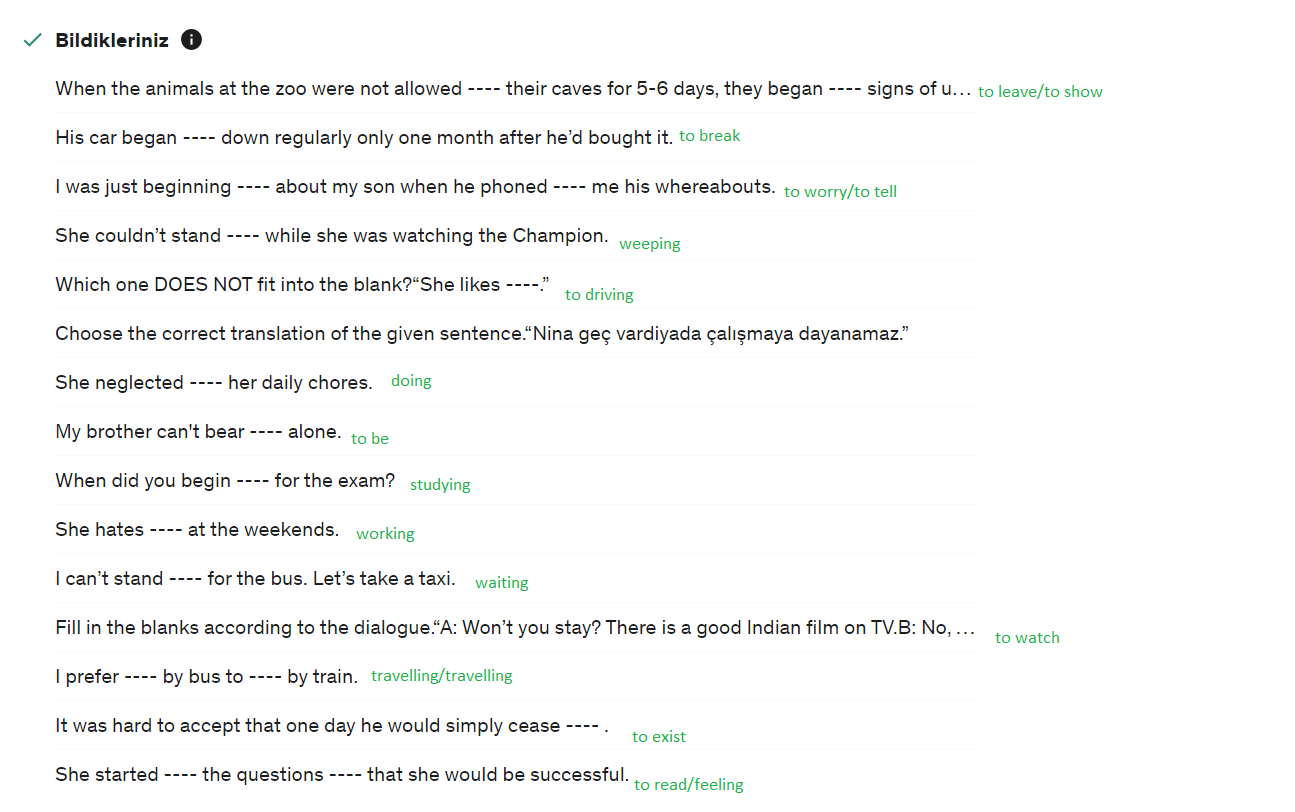 Bildikleriniz
When the animals at the zoo were not allowed ---- their caves for 5-6 days, they began ---- signs of u... to leave/to show
His car began ---- down regularly only one month after he’d bought it. to break
I was just beginning ---- about my son when he phoned ---- me his whereabouts. to worry/to tell
She couldn’t stand ---- while she was watching the Champion. weeping
Which one DOES NOT fit into the blank?“She likes ----.” to driving
Choose the correct translation of the given sentence.“Nina geç vardiyada çalışmaya dayanamaz.”
She neglected ---- her daily chores. doing
My brother can't bear ---- alone. to be
When did you begin ---- for the exam? studying
She hates ---- at the weekends. working
I can’t stand ---- for the bus. Let’s take a taxi. waiting
Fill in the blanks according to the dialogue.“A: Won’t you stay? There is a good Indian film on TV.B: No, ... to watch
I prefer ---- by bus to ---- by train. travelling/travelling
It was hard to accept that one day he would simply cease ---- . to exist
She started ---- the questions ---- that she would be successful. to read/feeling